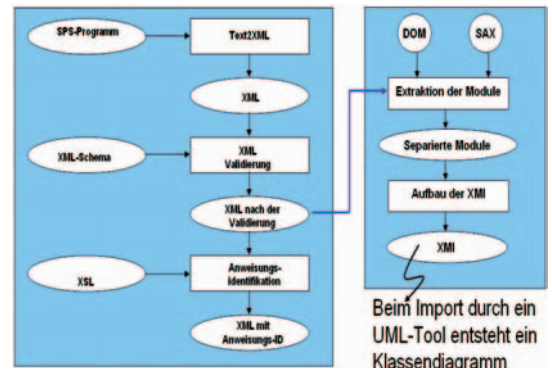 SPS-Programm
Text2XML
XML
XML-Schema
XML
Validierung
XML nach der
Validierung
XSL
Anweisungs-
identifikation
XML mit
Anweisungs-ID
DOM
SAX
Extraktion der Module
Separierte Module
Aufbau der XMI
XMI
Beim Import durch ein
UML-Tool entsteht ein
Klassendiagramm